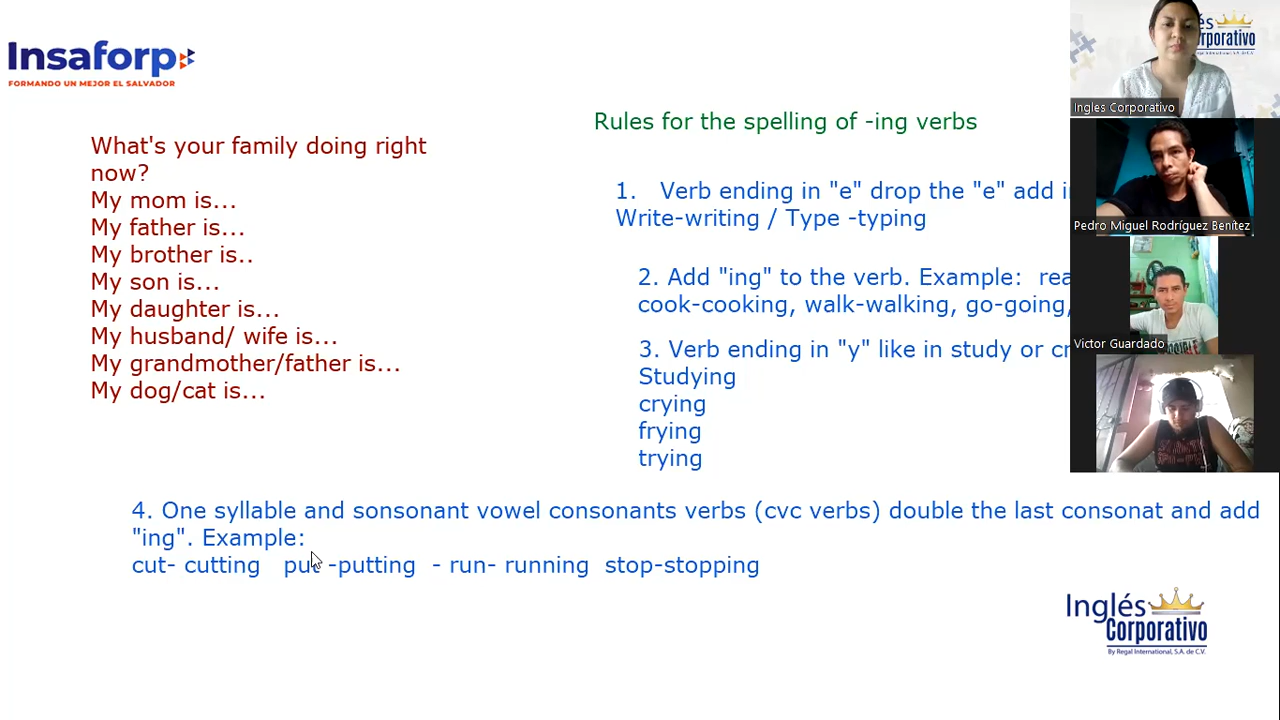 Insaforp
FORMANDO UN MEJOR EL SALVADOR
What's your family doing right
now?
My mom is...
My father is...
My brother is..
My son is...
My daughter is...
My husband/ wife is...
My grandmother/father is...
My dog/cat is...
Rules for the spelling of -ing verbs
1. Verb ending in "e" drop the "e" add
Write-writing / Type -typing
2. Add "ing" to the verb. Example:
cook-cooking, walk-walking, go-going,
3. Verb ending in "y" like in study or
Studying
crying
frying
trying
4. One syllable and sonsonant vowel consonants verbs (cvc verbs) double the last consonat and add
"ing". Example:
cut- cutting put -putting - run- running stop-stopping
Ingles Corporativo
Pedro Miguel Rodríguez Benítez
Victor Guardado
Inglés
Corporativo
By Regal International, S.A. de C.V.